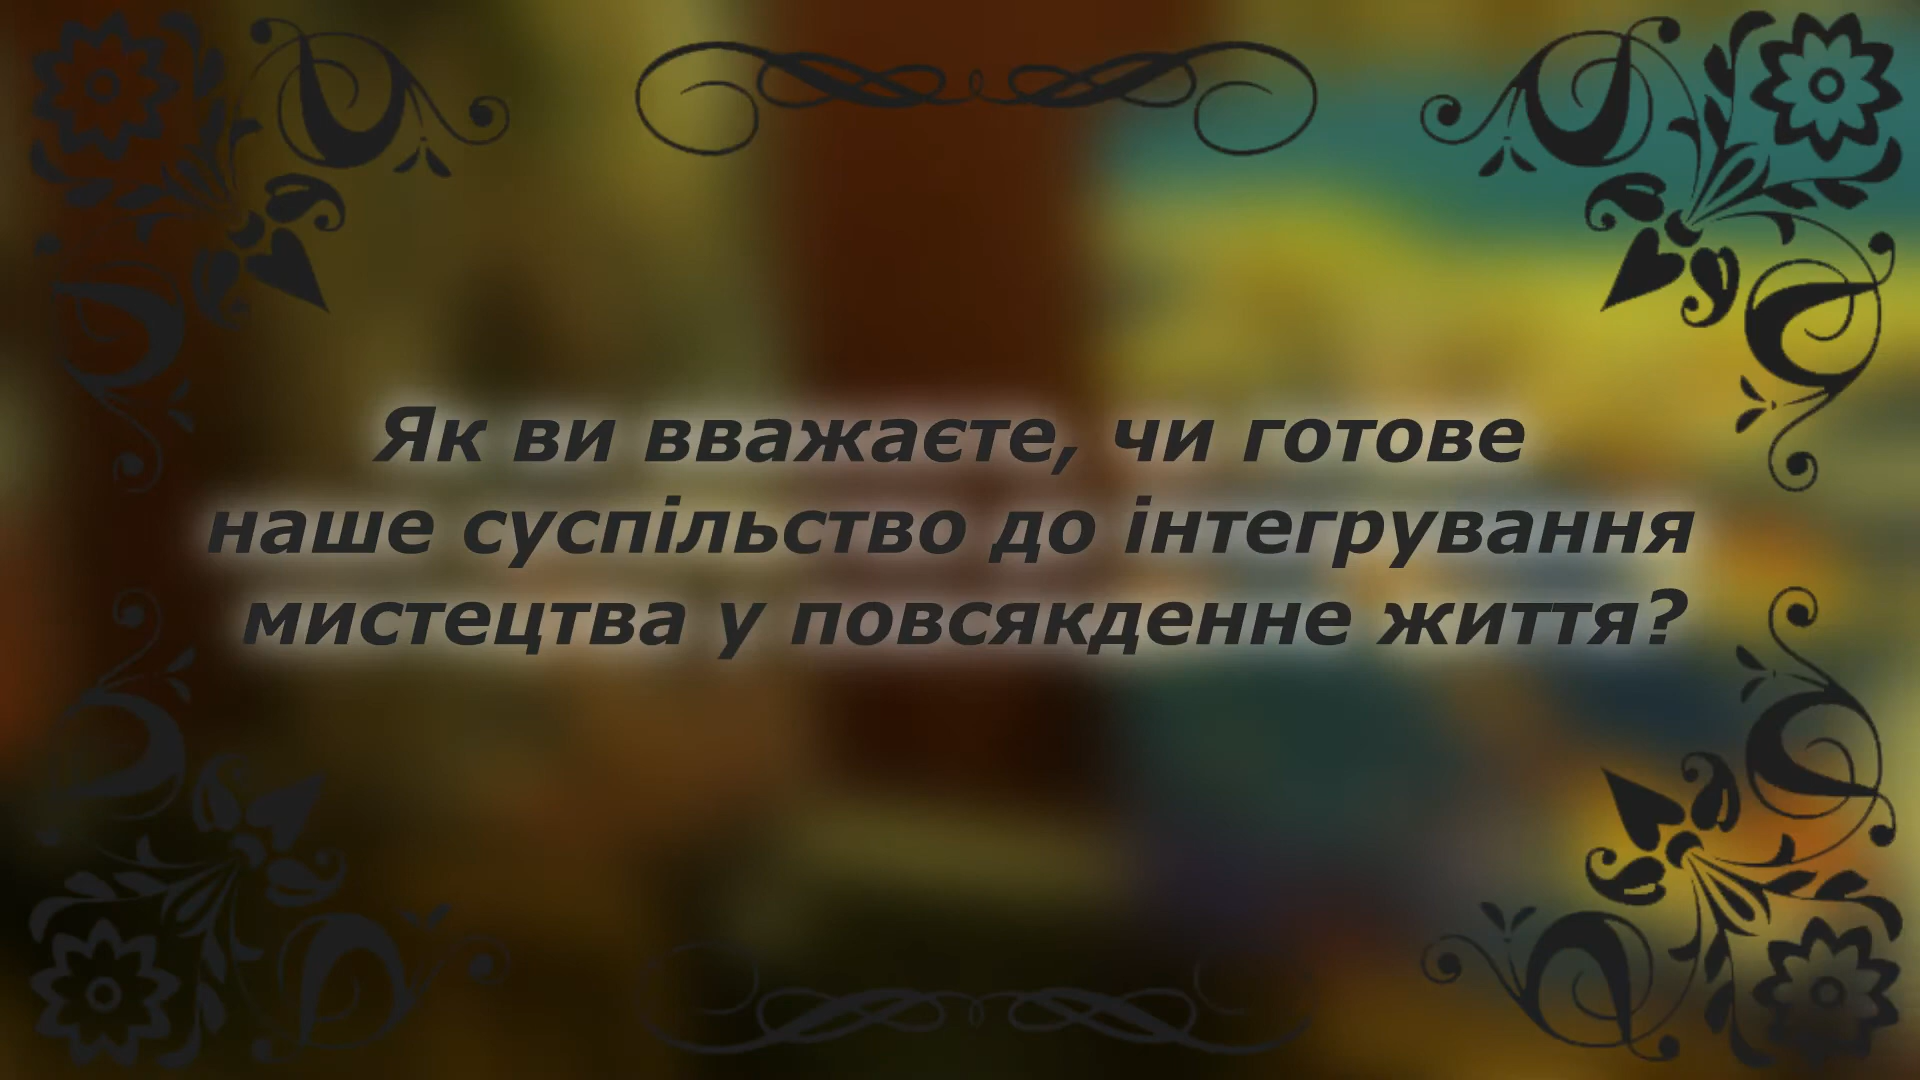 Як ви вважаєте, чи готове
наше суспільство до інтегрування
мистецтва у повсякденне життя?